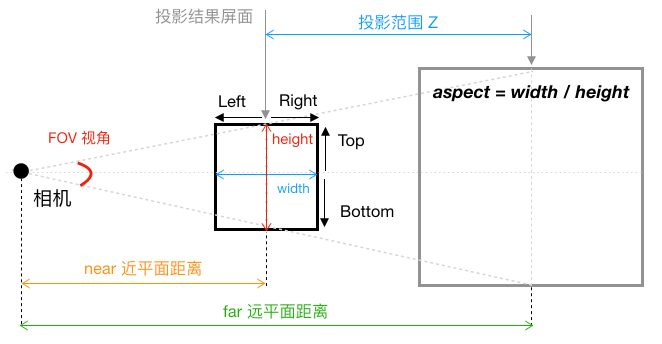 投影结果屏面
投影范围 Z
aspect = width / height
Left
Right
FOV 视角
height
Top
相机
width
Bottom
near 近平面距离
far 远平面距离